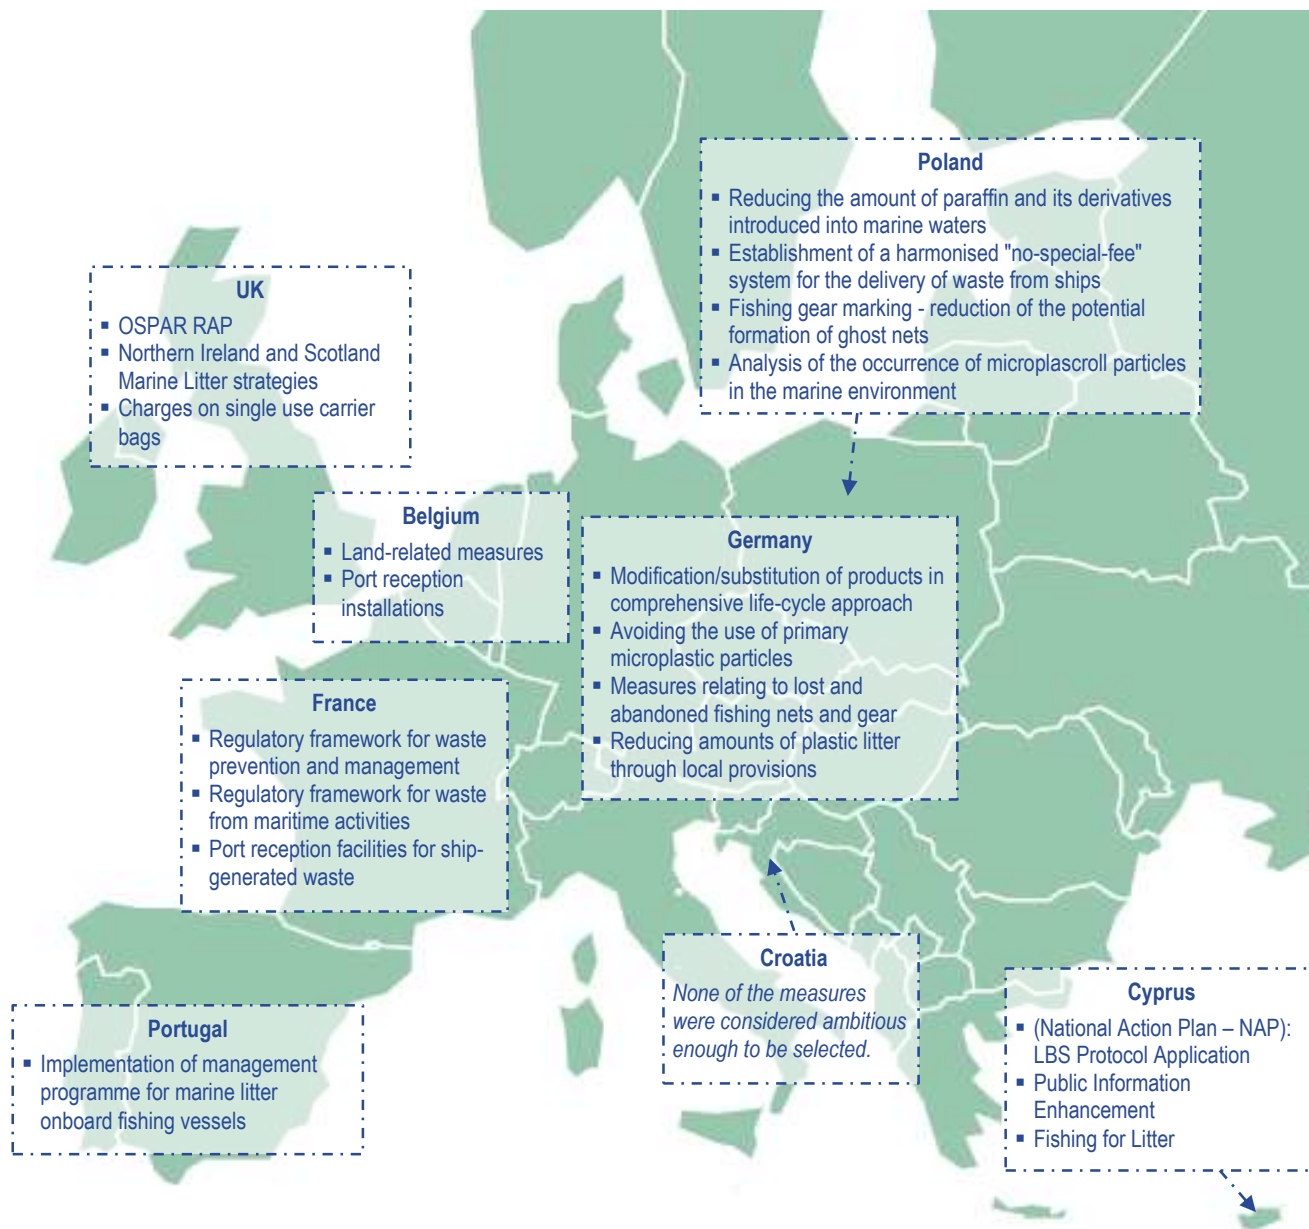 Poland
▪ Reducing the amount of paraffin and its derivatives
introduced into marine waters
▪ Establishment of a harmonised "no-special-fee"
system for the delivery of waste from ships
▪ Fishing gear marking - reduction of the potential
formation of ghost nets
▪ Analysis of the occurrence of microplascroll particles
in the marine environment
UK
▪ OSPAR RAP
▪ Northern Ireland and Scotland
Marine Litter strategies
▪ Charges on single use carrier
bags
Belgium
▪ Land-related measures
▪ Port reception
installations
Germany
▪ Modification/substitution of products in
comprehensive life-cycle approach
▪ Avoiding the use of primary
microplastic particles
▪ Measures relating to lost and
abandoned fishing nets and gear
▪ Reducing amounts of plastic litter
through local provisions
France
▪ Regulatory framework for waste
prevention and management
▪ Regulatory framework for waste
from maritime activities
▪ Port reception facilities for ship-
generated waste
Croatia
None of the measures
were considered ambitious
enough to be selected.
Cyprus
▪ (National Action Plan – NAP):
LBS Protocol Application
▪ Public Information
Enhancement
▪ Fishing for Litter
Portugal
▪ Implementation of management
programme for marine litter
onboard fishing vessels